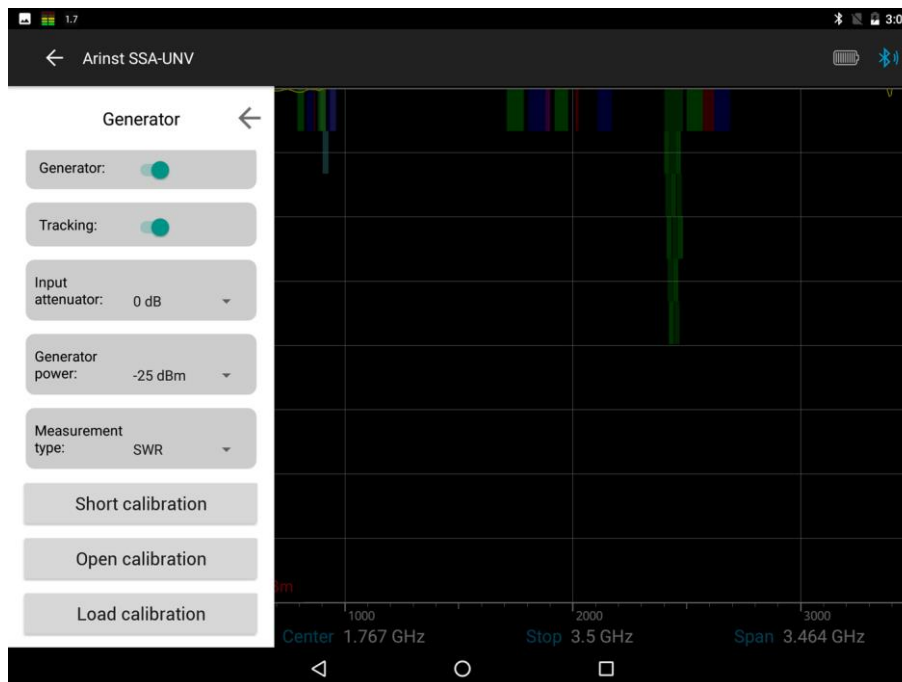 1.7
3:0
Arinst SSA-UNV
Generator
Generator:
Tracking:
Input
attenuator: 0 dB
Generator
power: -25 dBm
Measurement
type: SWR
Short calibration
Open calibration
Load calibration
m
1000 2000 3000
Center 1.767 GHz Stop 3.5 GHz Span 3.464 GHz